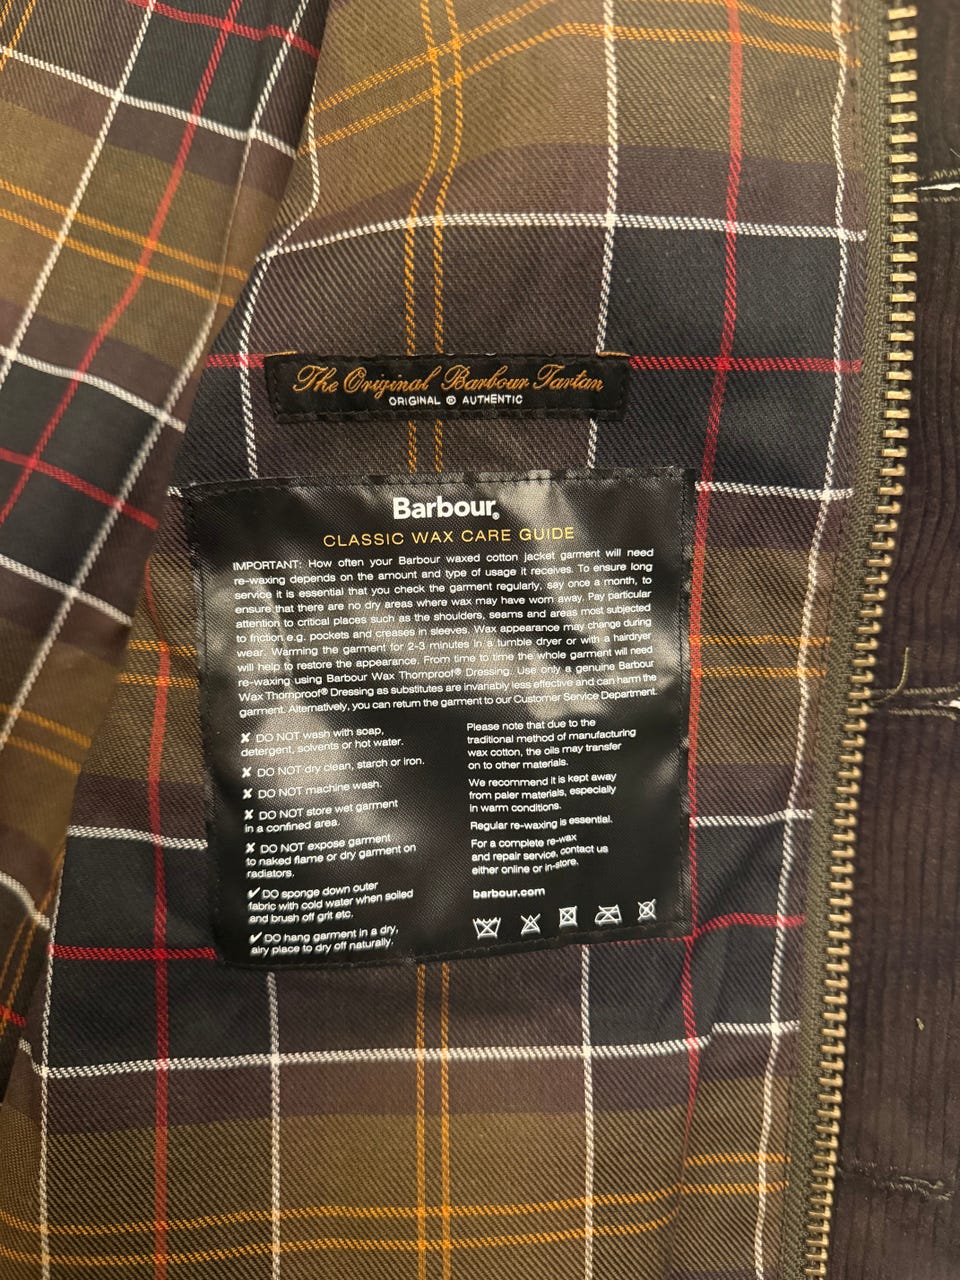 The Original Barbour Tartan
ORIGINAL ® AUTHENTIC
Barbour®
CLASSIC WAX CARE GUIDE
IMPORTANT: How often your Barbour waxed cotton jacket garment will need
re-waxing depends on the amount and type of usage it receives. To ensure long
service it is essential that you check the garment regularly, say once a month, to
ensure that there are no dry areas where wax may have worn away. Pay particular
attention to critical places such as the shoulders, seams and areas most subjected
to friction e.g. pockets and creases in sleeves. Wax appearance may change during
wear. Warming the garment for 2-3 minutes in a tumble dryer or with a hairdryer
will help to restore the appearance. From time to time the whole garment will need
re-waxing using Barbour Wax Thornproof® Dressing. Use only a genuine Barbour
Wax Thornproof® Dressing as substitutes are invariably less effective and can harm the
garment. Alternatively, you can return the garment to our Customer Service Department.
✘ DO NOT wash with soap,
detergent, solvents or hot water.
✘ DO NOT dry clean, starch or iron.
✘ DO NOT machine wash.
✘ DO NOT store wet garment
in a confined area.
✘ DO NOT expose garment
to naked flame or dry garment on
radiators.
✔ DO sponge down outer
fabric with cold water when soiled
and brush off grit etc.
✔ DO hang garment in a dry,
airy place to dry off naturally.
Please note that due to the
traditional method of manufacturing
wax cotton, the oils may transfer
on to other materials.
We recommend it is kept away
from paler materials, especially
in warm conditions.
Regular re-waxing is essential.
For a complete re-wax
and repair service, contact us
either online or in-store.
barbour.com